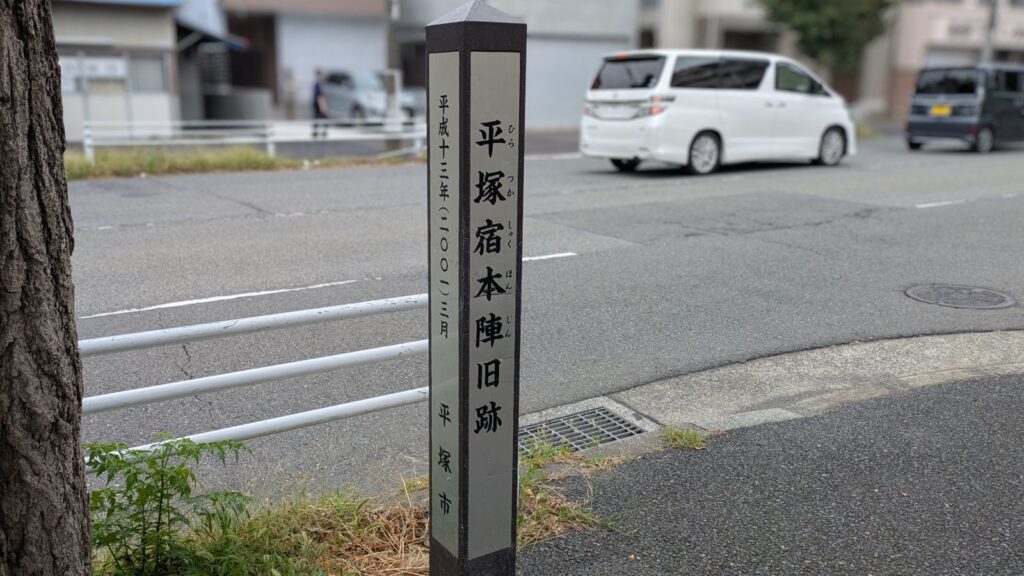 平塚宿本陣旧跡
ひらつかしゅくほんじん
平成十三年(二〇〇一)三月
平塚市